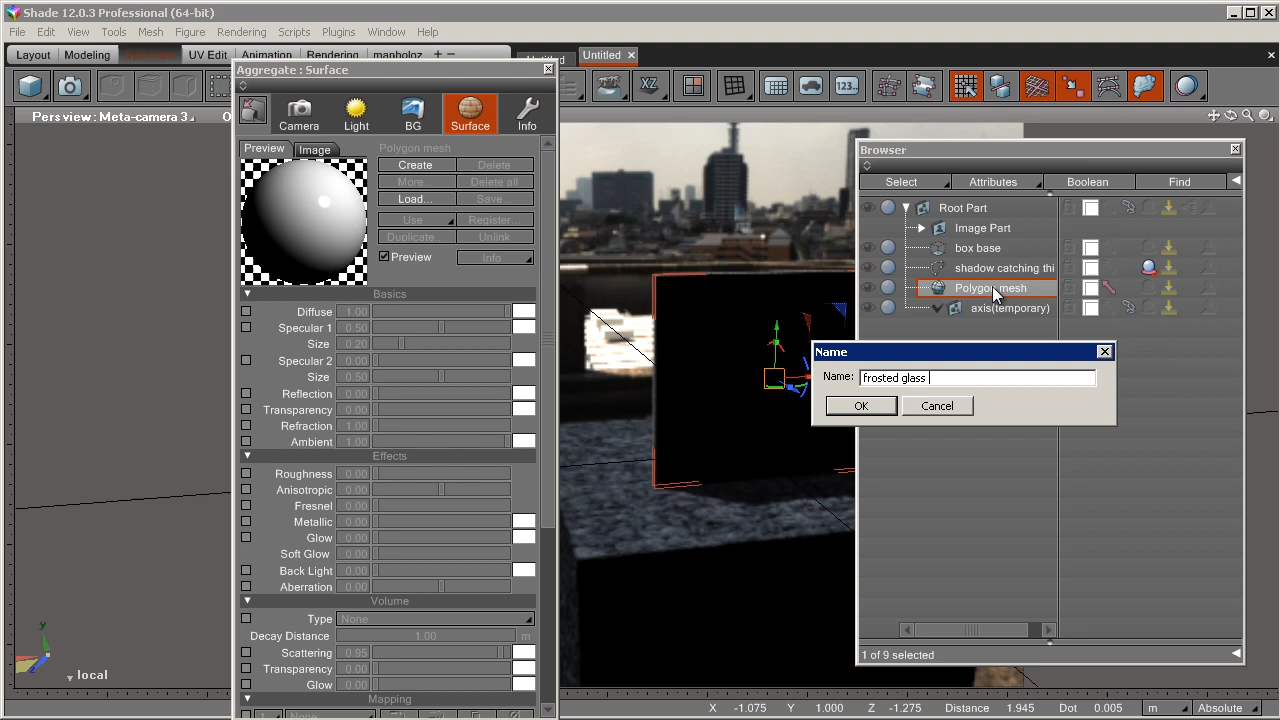 Shade 12.0.3 Professional (64-bit)
File Edit View Tools Mesh Figure Rendering Scripts Plugins Window Help
Layout Modeling UV Edit Animation Rendering manholoz + −
Untitled
Aggregate : Surface
XZ 123..
Pers view: Meta-camera 3
Camera Light BG Surface Info
Preview Image
Polygon mesh
Create Delete
More... Delete all
Load... Save...
Use Register...
Duplicate... Unlink
Preview Info
Basics
Diffuse 1.00
Specular 1 0.50
Size 0.20
Specular 2 0.00
Size 0.50
Reflection 0.00
Transparency 0.00
Refraction 1.00
Ambient 1.00
Effects
Roughness 0.00
Anisotropic 0.00
Fresnel 0.00
Metallic 0.00
Glow 0.00
Soft Glow 0.00
Back Light 0.00
Aberration 0.00
Volume
Type None
Decay Distance 1.00 m
Scattering 0.95
Transparency 0.00
Glow 0.00
Mapping
None
Browser
Select Attributes Boolean Find
Root Part
Image Part
box base
shadow catching thi
Polygon mesh
axis(temporary)
Name
Name: frosted glass
OK Cancel
1 of 9 selected
y
local
X -1.075 Y 1.000 Z -1.275 Distance 1.945 Dot 0.005 m Absolute